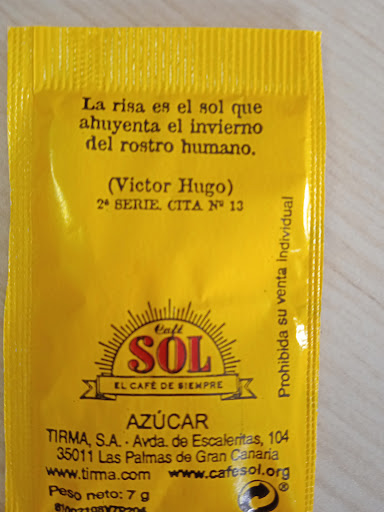 La risa es el sol que
ahuyenta el invierno
del rostro humano.
(Victor Hugo)
2ª SERIE. CITA Nº 13
Prohibida su venta individual
Café
SOL
EL CAFÉ DE SIEMPRE
AZÚCAR
TIRMA, S.A. - Avda. de Escaleritas, 104
35011 Las Palmas de Gran Canaria
www.tirma.com www.cafesol.org
Peso neto: 7 g
®